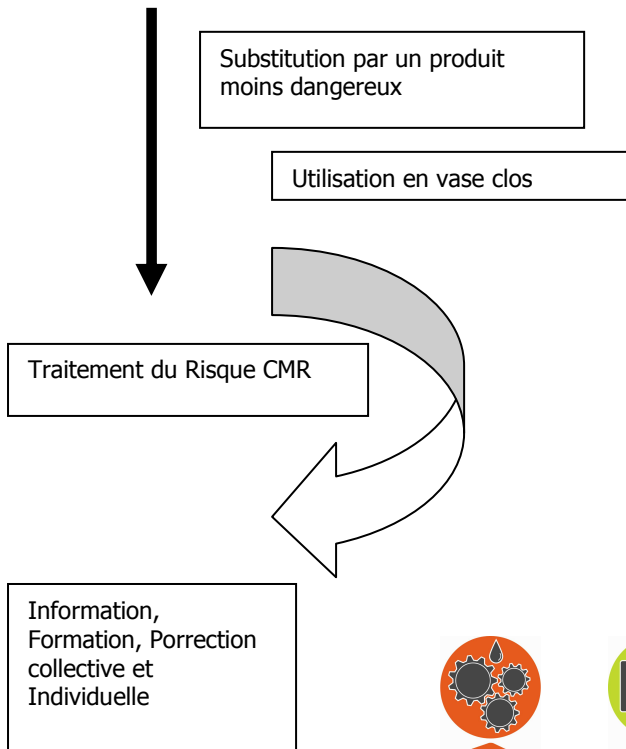 Substitution par un produit
moins dangereux
Utilisation en vase clos
Traitement du Risque CMR
Information,
Formation, Porrection
collective et
Individuelle